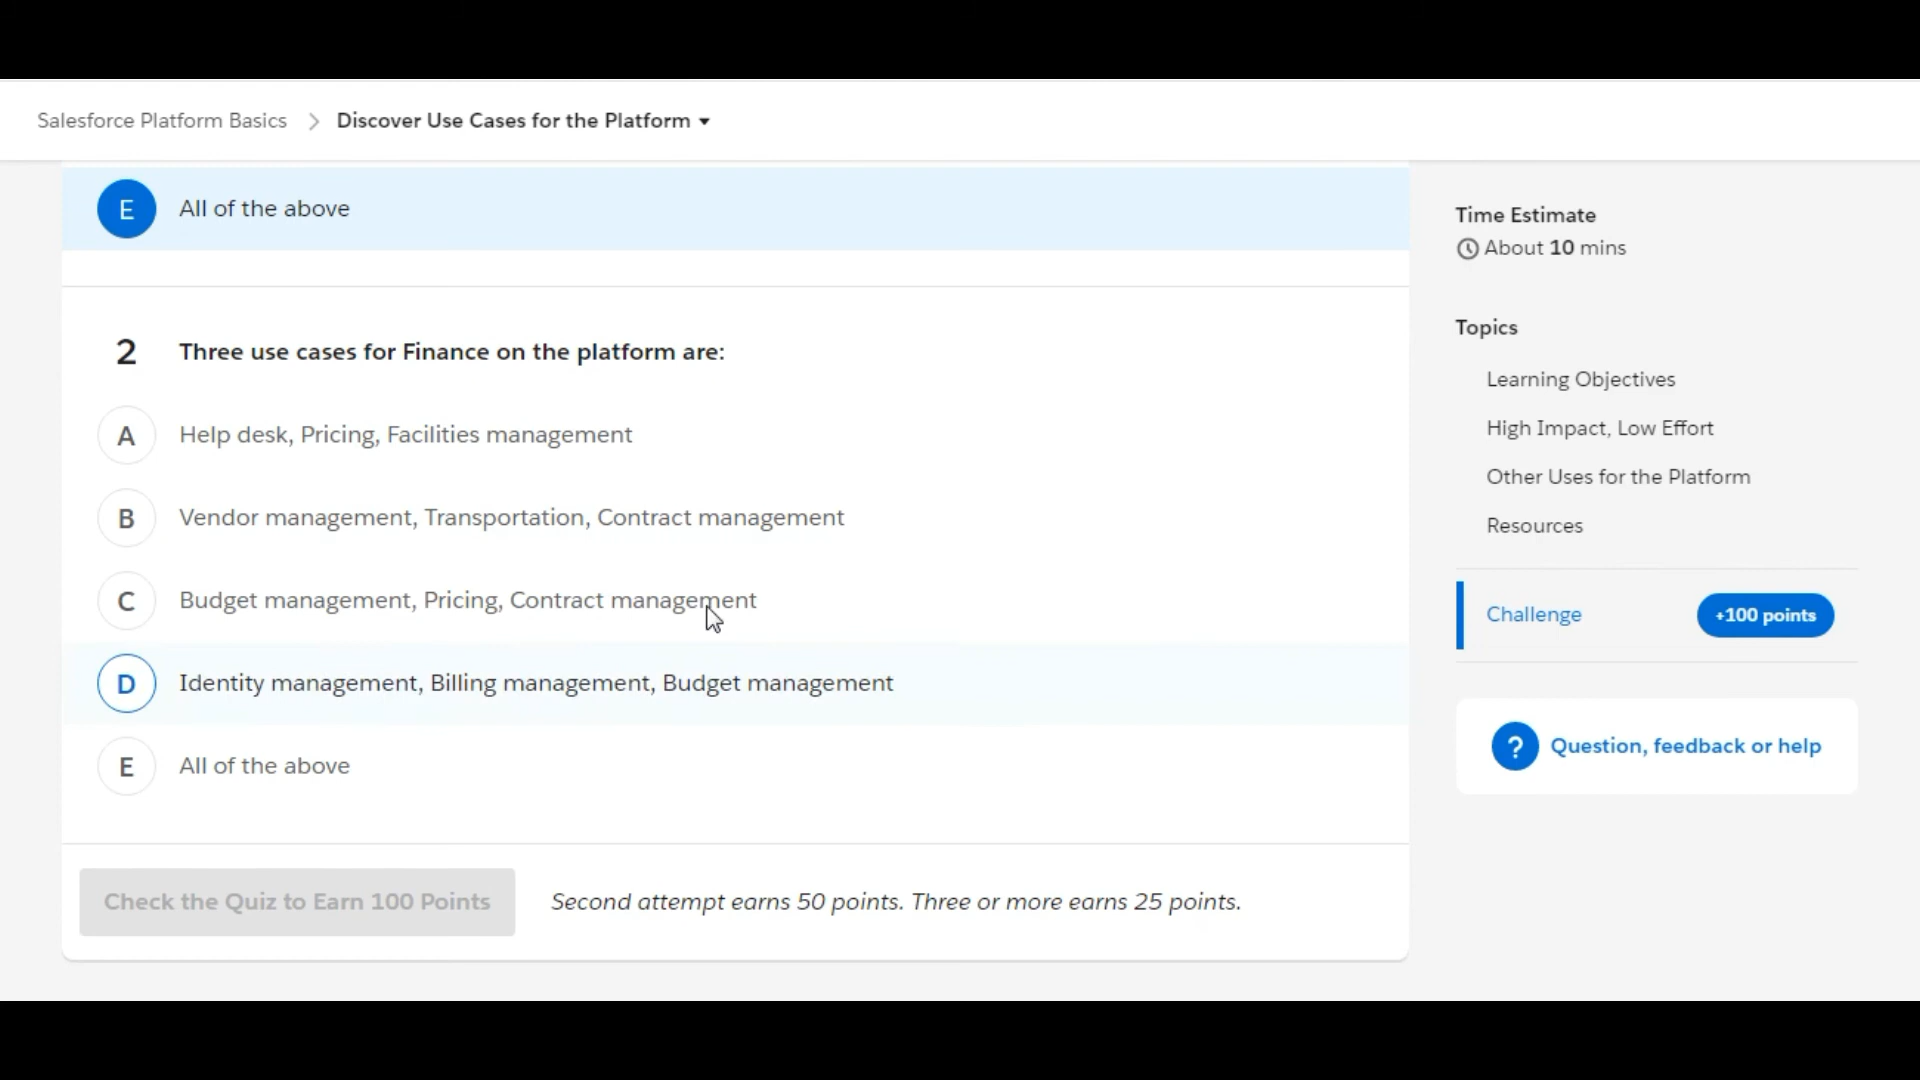 Salesforce Platform Basics > Discover Use Cases for the Platform
E All of the above
2 Three use cases for Finance on the platform are:
A Help desk, Pricing, Facilities management
B Vendor management, Transportation, Contract management
C Budget management, Pricing, Contract management
D Identity management, Billing management, Budget management
E All of the above
Check the Quiz to Earn 100 Points Second attempt earns 50 points. Three or more earns 25 points.
Time Estimate
About 10 mins
Topics
Learning Objectives
High Impact, Low Effort
Other Uses for the Platform
Resources
Challenge +100 points
? Question, feedback or help